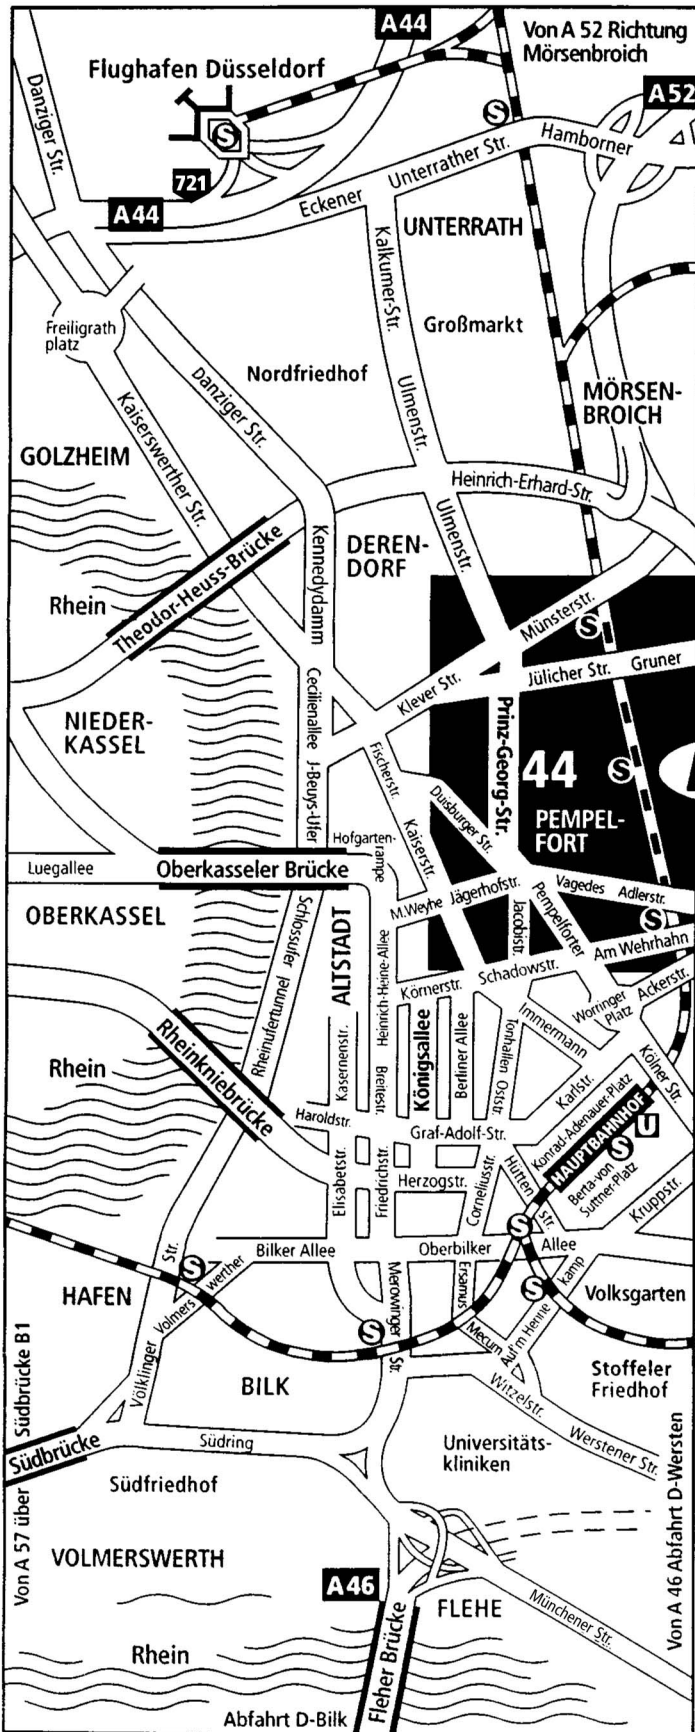 A44
Von A 52 Richtung
Mörsenbroich
Flughafen Düsseldorf
A52
Danziger Str.
S
S
Hamborner
721
Unterrather Str.
A44
Eckener
UNTERRATH
Kalkumer-Str.
Großmarkt
Freiligrath
platz
Nordfriedhof
Danziger Str.
Ulmenstr.
MÖRSEN-
BROICH
Kaiserswerther Str.
GOLZHEIM
Heinrich-Erhard-Str.
Ulmenstr.
Kennedydamm
DEREN-
DORF
Theodor-Heuss-Brücke
Rhein
Münsterstr.
S
Cecilienallee
Klever Str.
Jülicher Str.
Gruner
NIEDER-
KASSEL
J-Beuys-Ufer
Fischerstr.
Prinz-Georg-Str.
44
S
Duisburger Str.
PEMPEL-
FORT
Hofgarten-
rampe
Kaiserstr.
Luegallee
Oberkasseler Brücke
M.Weyhe
Jägerhofstr.
Vagedes
Adlerstr.
Pempelforter
Jacobistr.
OBERKASSEL
Schlossufer
ALTSTADT
S
Am Wehrhahn
Heinrich-Heine-Allee
Körnerstr.
Schadowstr.
Ackerstr.
Worringer
Platz
Rheinufertunnel
Rheinkniebrücke
Immermann
Königsallee
Berliner Allee
Tonhallen
Oststr.
Kasernenstr.
Breitestr.
Rhein
Karlstr.
Kölner Str.
Konrad-Adenauer-Platz
HAUPTBAHNHOF
U
S
Haroldstr.
Graf-Adolf-Str.
Berta-von
Suttner-Platz
Elisabetstr.
Friedrichstr.
Herzogstr.
Corneliusstr.
Hütten
str.
Kruppstr.
S
Str.
Bilker Allee
Oberbilker
Allee
S
werther
HAFEN
Volmers
Merowinger
Str.
Ersamus
S
kamp
Auf'm Henne
Volksgarten
S
Mecum
Völklinger
BILK
Witzelstr.
Stoffeler
Friedhof
Südbrücke
Südring
Universitäts-
kliniken
Werstener Str.
Südfriedhof
Von A 57 über Südbrücke B1
VOLMERSWERTH
A46
FLEHE
Münchener Str.
Von A 46 Abfahrt D-Wersten
Rhein
Fleher Brücke
Abfahrt D-Bilk